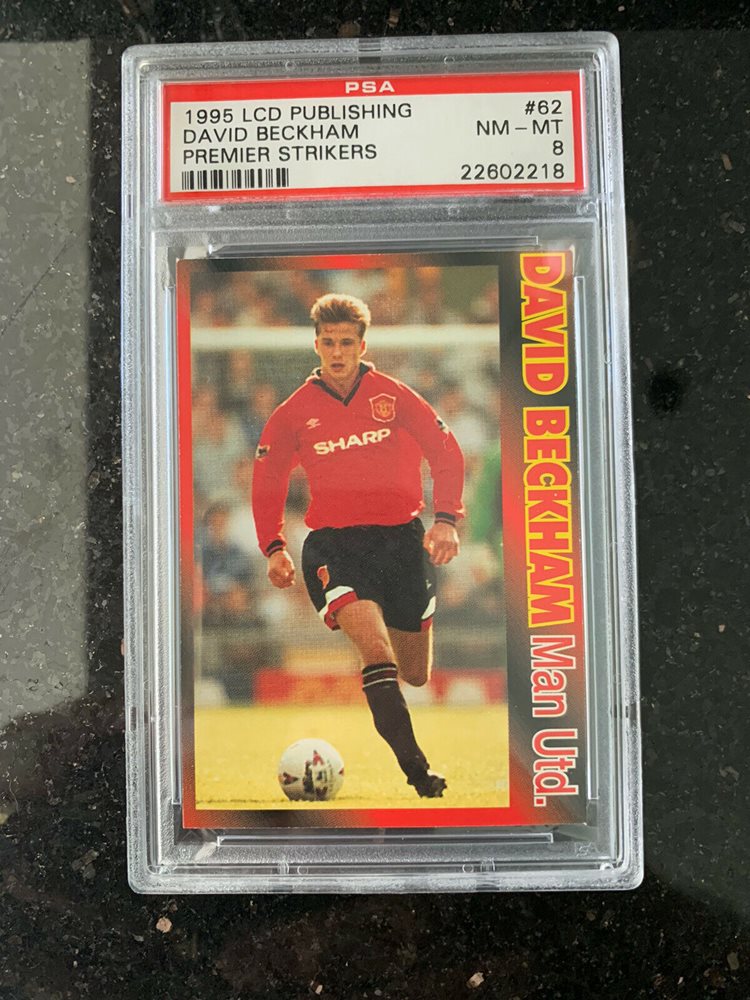 PSA
1995 LCD PUBLISHING #62
DAVID BECKHAM NM – MT
PREMIER STRIKERS 8
22602218
DAVID BECKHAM Man Utd.
SHARP